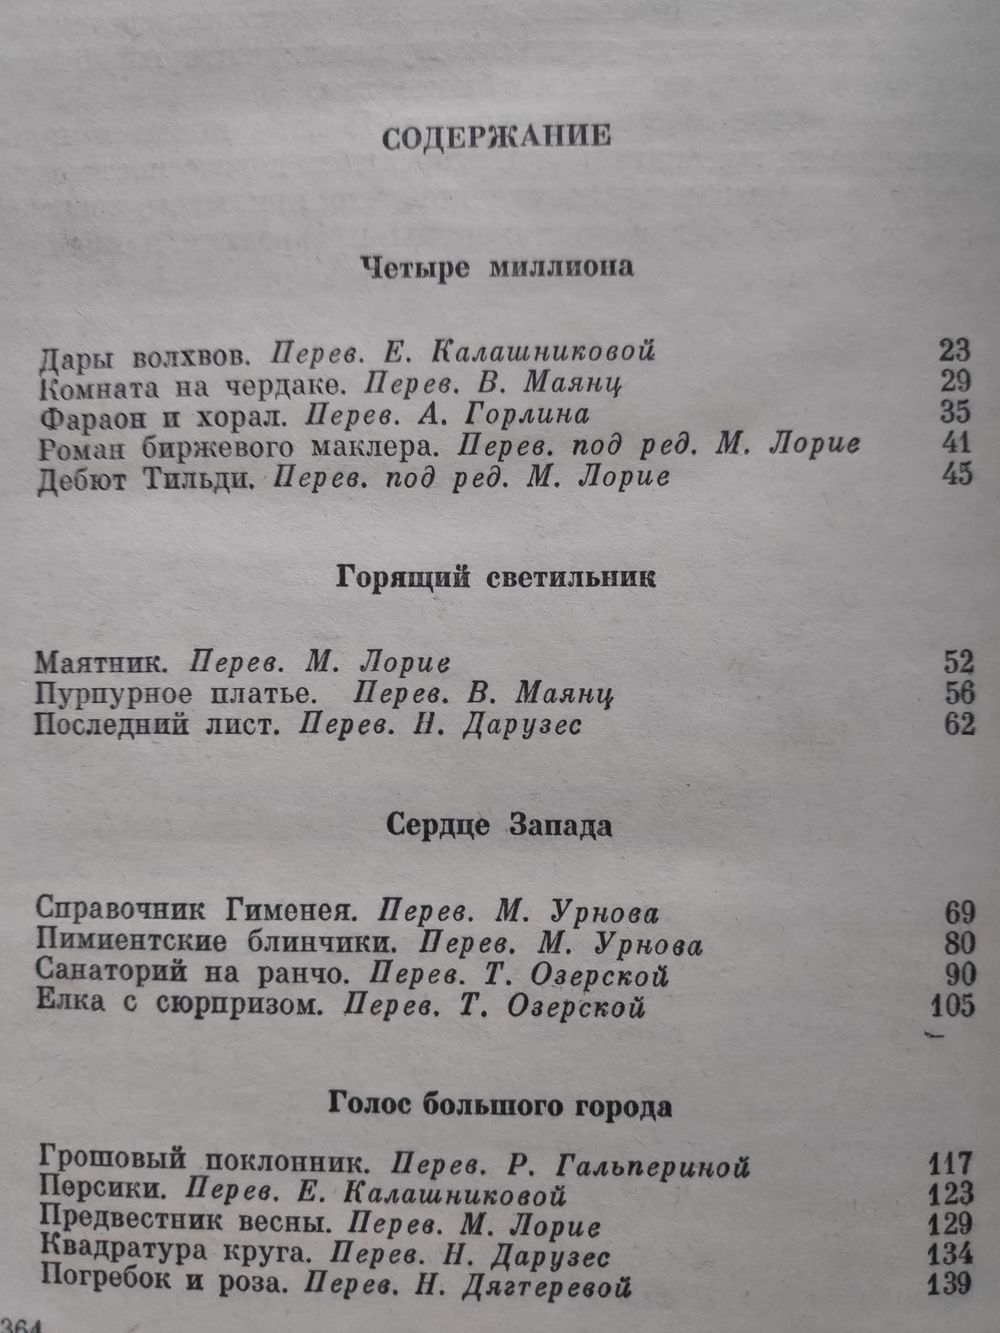 СОДЕРЖАНИЕ
Четыре миллиона
Дары волхвов. Перев. Е. Калашниковой 23
Комната на чердаке. Перев. В. Маянц 29
Фараон и хорал. Перев. А. Горлина 35
Роман биржевого маклера. Перев. под ред. М. Лорие 41
Дебют Тильди. Перев. под ред. М. Лорие 45
Горящий светильник
Маятник. Перев. М. Лорие 52
Пурпурное платье. Перев. В. Маянц 56
Последний лист. Перев. Н. Дарузес 62
Сердце Запада
Справочник Гименея. Перев. М. Урнова 69
Пимиентские блинчики. Перев. М. Урнова 80
Санаторий на ранчо. Перев. Т. Озерской 90
Елка с сюрпризом. Перев. Т. Озерской 105
Голос большого города
Грошовый поклонник. Перев. Р. Гальпериной 117
Персики. Перев. Е. Калашниковой 123
Предвестник весны. Перев. М. Лорие 129
Квадратура круга. Перев. Н. Дарузес 134
Погребок и роза. Перев. Н. Дягтеревой 139
364